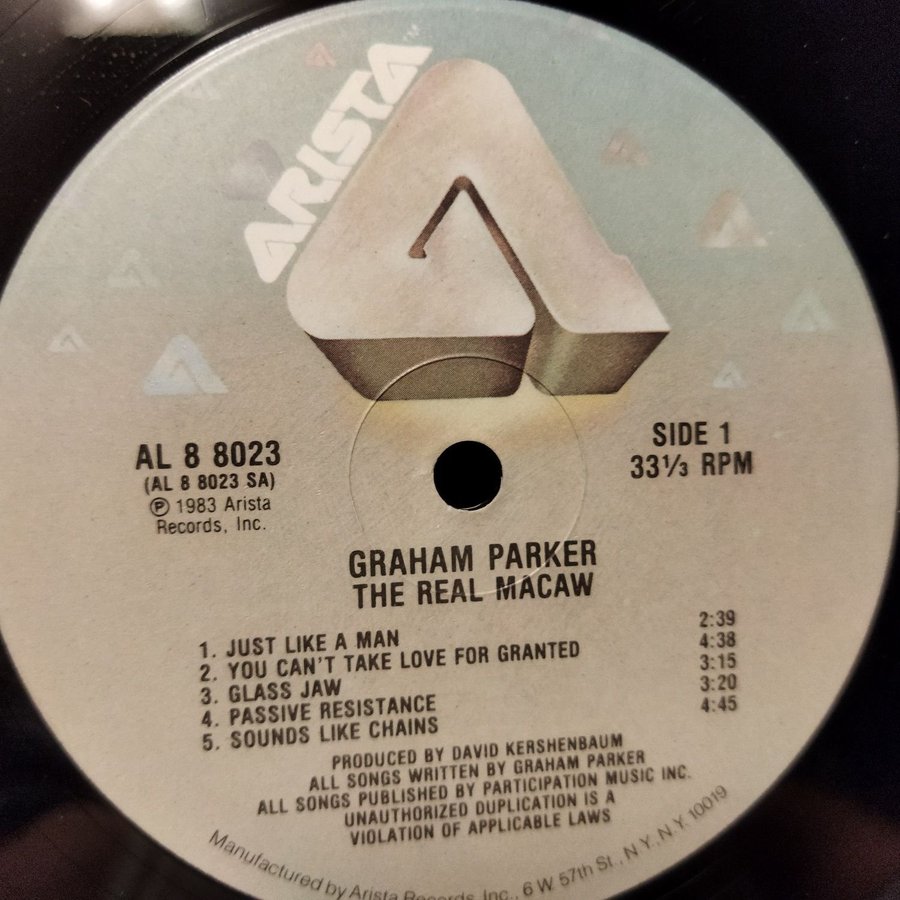 ARISTA™
AL 8 8023
(AL 8 8023 SA)
Ⓟ 1983 Arista
Records, Inc.
SIDE 1
33⅓ RPM
GRAHAM PARKER
THE REAL MACAW
1. JUST LIKE A MAN 2:39
2. YOU CAN'T TAKE LOVE FOR GRANTED 4:38
3. GLASS JAW 3:15
4. PASSIVE RESISTANCE 3:20
5. SOUNDS LIKE CHAINS 4:45
PRODUCED BY DAVID KERSHENBAUM
ALL SONGS WRITTEN BY GRAHAM PARKER
ALL SONGS PUBLISHED BY PARTICIPATION MUSIC INC.
UNAUTHORIZED DUPLICATION IS A
VIOLATION OF APPLICABLE LAWS
Manufactured by Arista Records, Inc., 6 W. 57th St., N.Y., N.Y. 10019